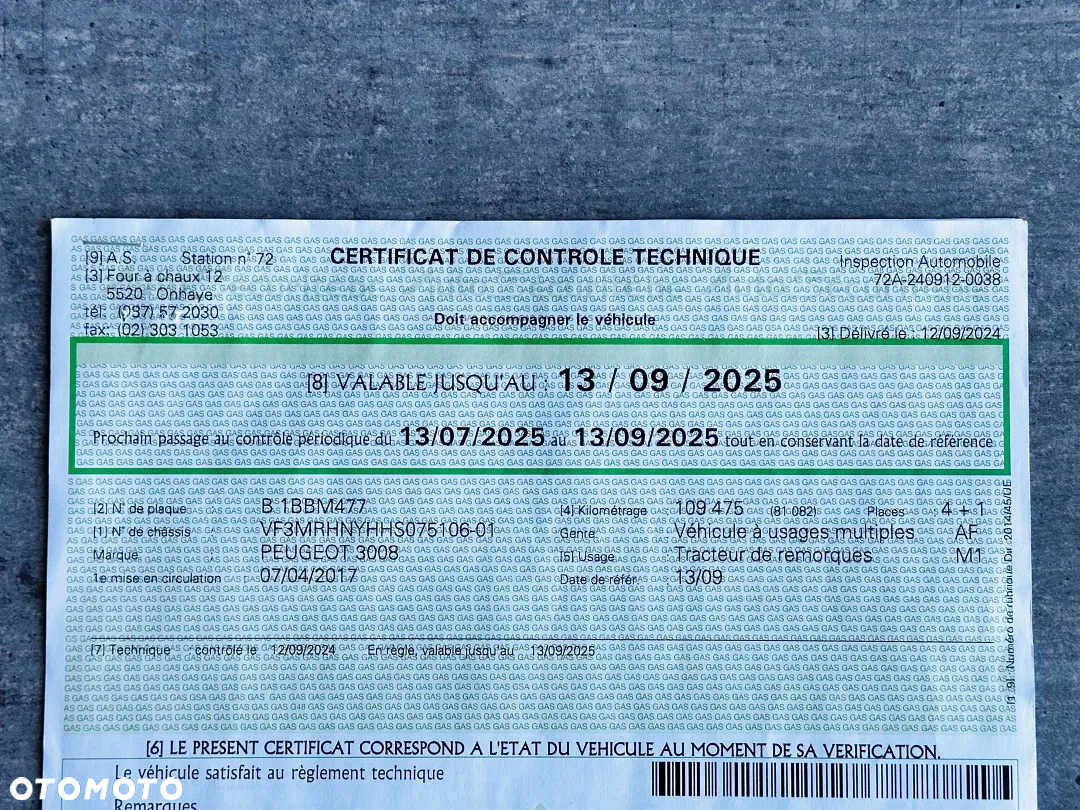 [9] A.S. Station n° 72 CERTIFICAT DE CONTROLE TECHNIQUE Inspection Automobile
[3] Four à chaux 12 72A-240912-0038
5520 Onhaye
tél: (037) 57 2030 Doit accompagner le véhicule
fax: (02) 303 1053 [3] Délivré le : 12/09/2024
[8] VALABLE JUSQU'AU : 13 / 09 / 2025
Prochain passage au contrôle périodique du 13/07/2025 au 13/09/2025 tout en conservant la date de référence
[2] N° de plaque : B 1BBM477 [4] Kilométrage : 109 475 (81 082) Places : 4 + 1
[1] N° de châssis : VF3MRHNYHHS075106-01 Genre : Véhicule à usages multiples AF
Marque : PEUGEOT 3008 [5] Usage : Tracteur de remorques M1
1e mise en circulation : 07/04/2017 Date de référ. : 13/09
[7] Technique : contrôlé le 12/09/2024 En règle, valable jusqu'au 13/09/2025
[6] LE PRESENT CERTIFICAT CORRESPOND A L'ETAT DU VEHICULE AU MOMENT DE SA VERIFICATION.
Le véhicule satisfait au règlement technique
Remarques
OTOMOTO